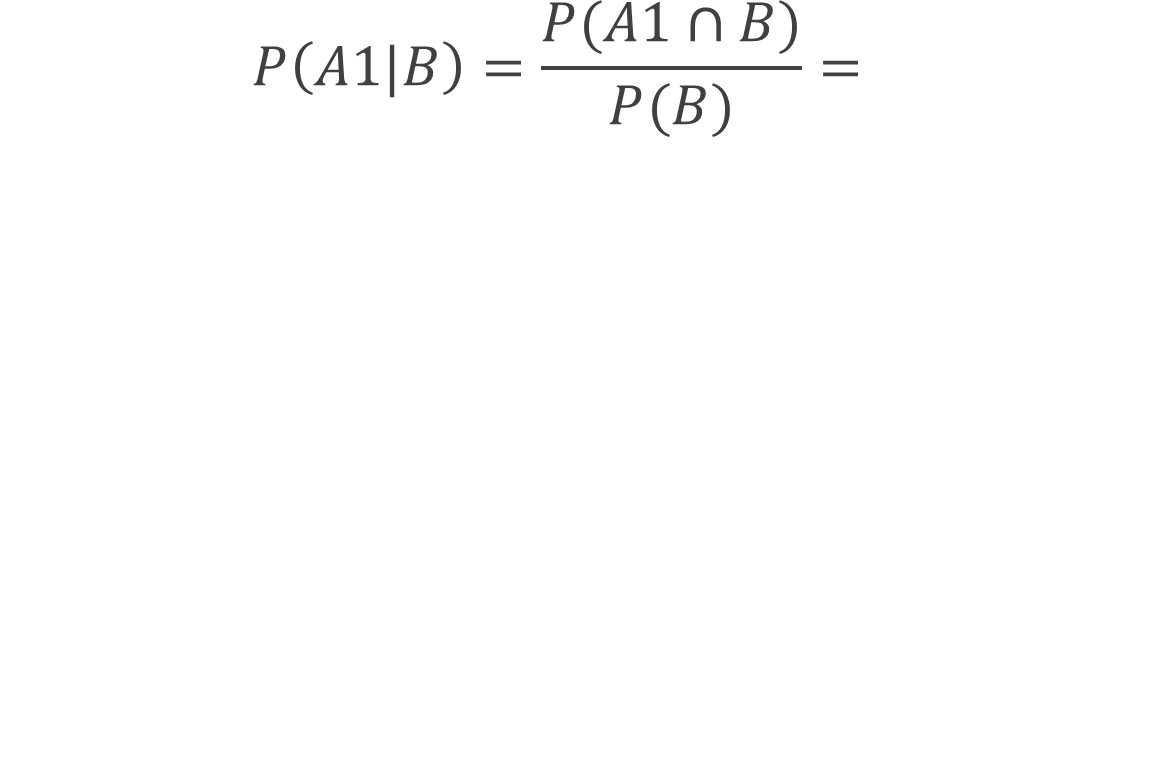 P(A1|B) = P(A1 ∩ B) / P(B) =